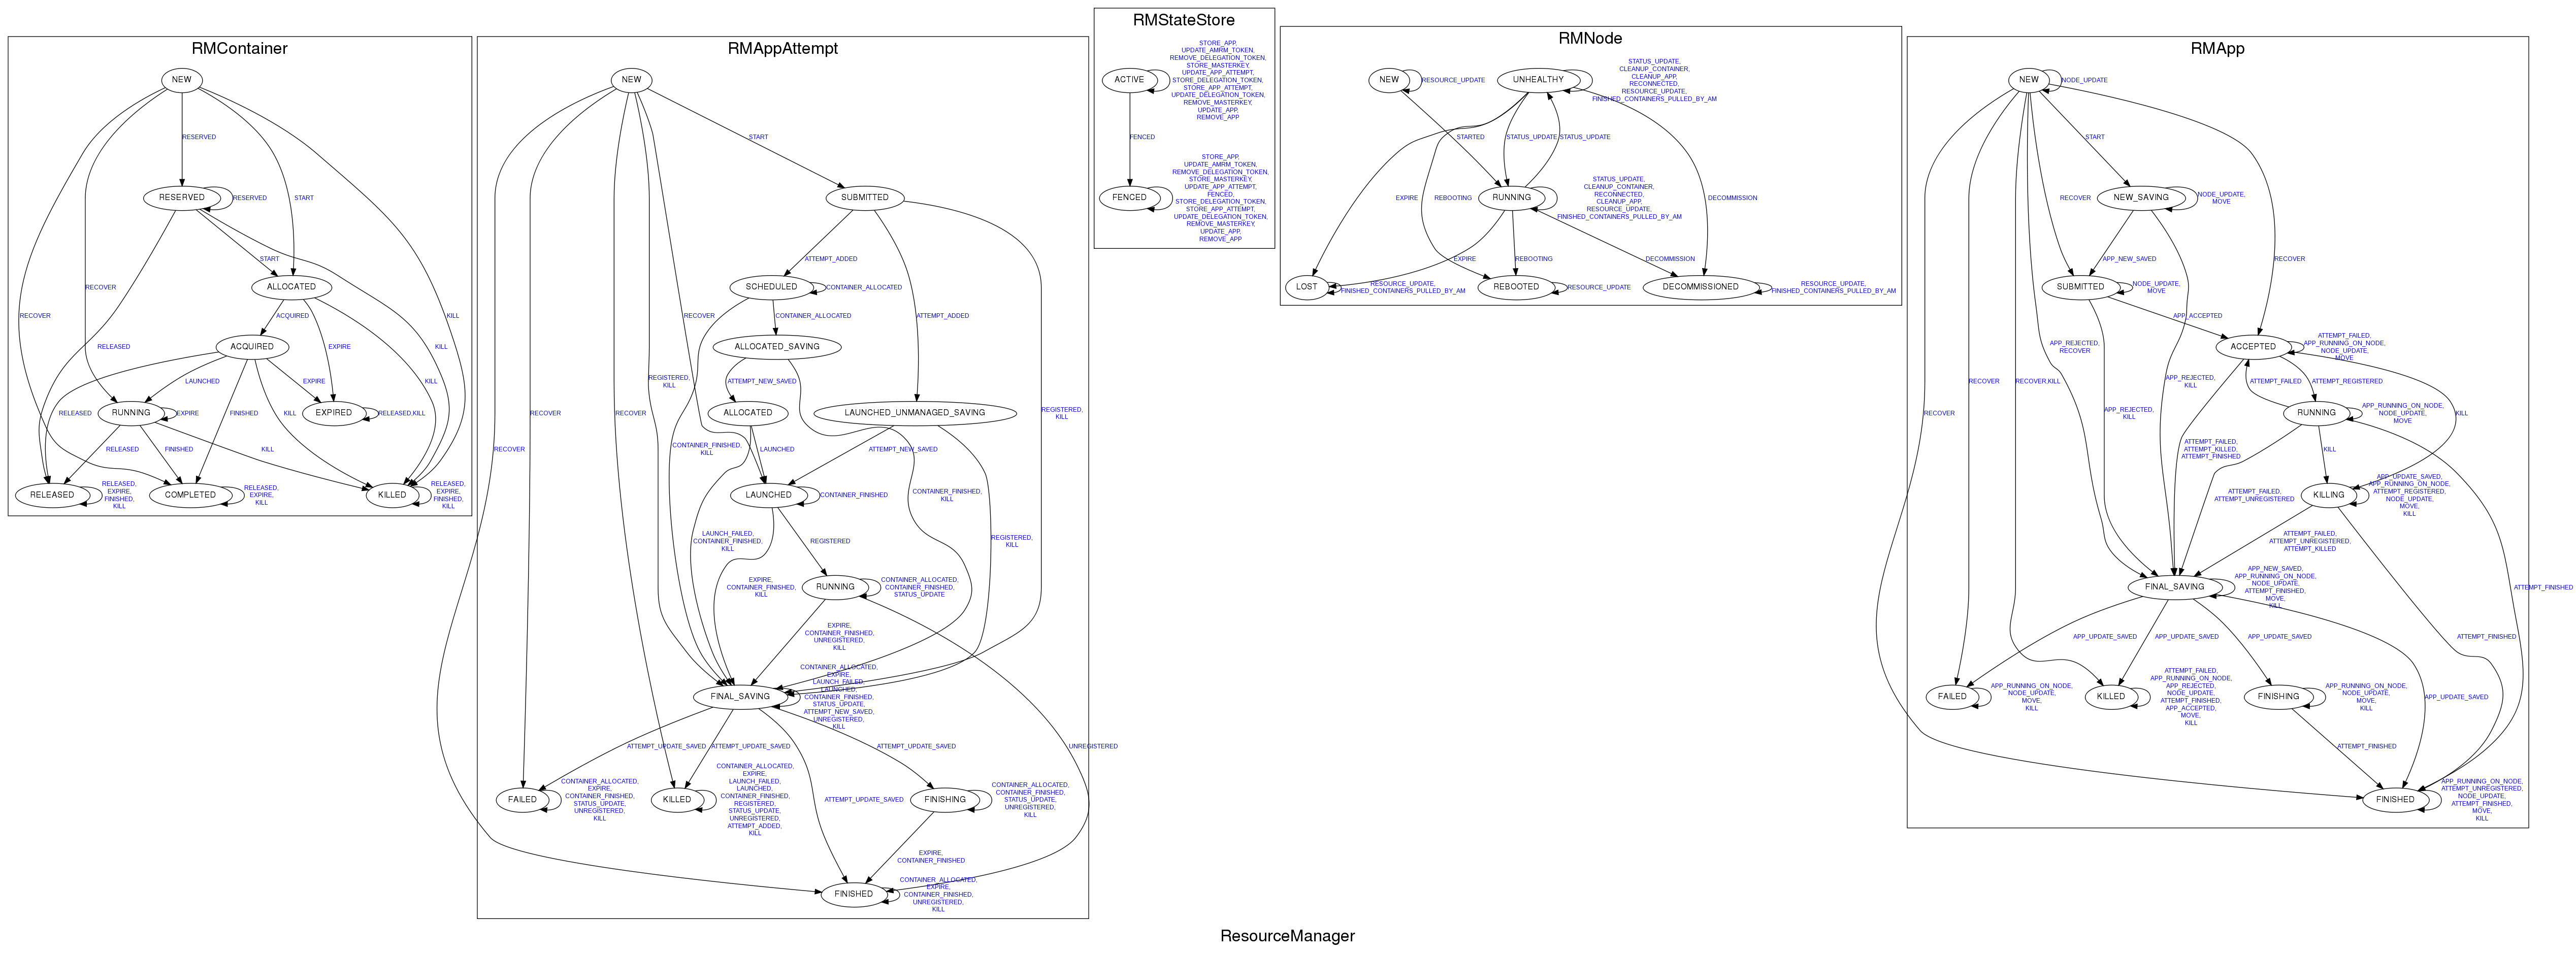 RMContainer
NEW
RESERVED
RESERVED
RESERVED
START
START
RECOVER
RECOVER
ALLOCATED
ACQUIRED
KILL
KILL
RELEASED
EXPIRE
KILL
ACQUIRED
LAUNCHED
EXPIRE
RELEASED
RUNNING
EXPIRE
FINISHED
KILL
EXPIRED
RELEASED,KILL
RELEASED
FINISHED
KILL
RELEASED
RELEASED,
EXPIRE,
FINISHED,
KILL
COMPLETED
RELEASED,
EXPIRE,
KILL
KILLED
RELEASED,
EXPIRE,
FINISHED,
KILL
RMAppAttempt
NEW
START
SUBMITTED
ATTEMPT_ADDED
SCHEDULED
CONTAINER_ALLOCATED
RECOVER
CONTAINER_ALLOCATED
ATTEMPT_ADDED
ALLOCATED_SAVING
REGISTERED,
KILL
ATTEMPT_NEW_SAVED
RECOVER
RECOVER
ALLOCATED
LAUNCHED_UNMANAGED_SAVING
REGISTERED,
KILL
RECOVER
CONTAINER_FINISHED,
KILL
LAUNCHED
ATTEMPT_NEW_SAVED
LAUNCHED
CONTAINER_FINISHED
CONTAINER_FINISHED,
KILL
LAUNCH_FAILED,
CONTAINER_FINISHED,
KILL
REGISTERED
REGISTERED,
KILL
EXPIRE,
CONTAINER_FINISHED,
KILL
RUNNING
CONTAINER_ALLOCATED,
CONTAINER_FINISHED,
STATUS_UPDATE
EXPIRE,
CONTAINER_FINISHED,
UNREGISTERED,
KILL
FINAL_SAVING
CONTAINER_ALLOCATED,
EXPIRE,
LAUNCH_FAILED,
LAUNCHED,
CONTAINER_FINISHED,
STATUS_UPDATE,
ATTEMPT_NEW_SAVED,
UNREGISTERED,
KILL
ATTEMPT_UPDATE_SAVED
ATTEMPT_UPDATE_SAVED
ATTEMPT_UPDATE_SAVED
UNREGISTERED
FAILED
CONTAINER_ALLOCATED,
EXPIRE,
CONTAINER_FINISHED,
STATUS_UPDATE,
UNREGISTERED,
KILL
KILLED
CONTAINER_ALLOCATED,
EXPIRE,
LAUNCH_FAILED,
LAUNCHED,
CONTAINER_FINISHED,
REGISTERED,
STATUS_UPDATE,
UNREGISTERED,
ATTEMPT_ADDED,
KILL
ATTEMPT_UPDATE_SAVED
FINISHING
CONTAINER_ALLOCATED,
CONTAINER_FINISHED,
STATUS_UPDATE,
UNREGISTERED,
KILL
EXPIRE,
CONTAINER_FINISHED
FINISHED
CONTAINER_ALLOCATED,
EXPIRE,
CONTAINER_FINISHED,
UNREGISTERED,
KILL
RMStateStore
ACTIVE
STORE_APP,
UPDATE_AMRM_TOKEN,
REMOVE_DELEGATION_TOKEN,
STORE_MASTERKEY,
UPDATE_APP_ATTEMPT,
STORE_DELEGATION_TOKEN,
STORE_APP_ATTEMPT,
UPDATE_DELEGATION_TOKEN,
REMOVE_MASTERKEY,
UPDATE_APP,
REMOVE_APP
FENCED
FENCED
STORE_APP,
UPDATE_AMRM_TOKEN,
REMOVE_DELEGATION_TOKEN,
STORE_MASTERKEY,
UPDATE_APP_ATTEMPT,
FENCED,
STORE_DELEGATION_TOKEN,
STORE_APP_ATTEMPT,
UPDATE_DELEGATION_TOKEN,
REMOVE_MASTERKEY,
UPDATE_APP,
REMOVE_APP
RMNode
NEW
RESOURCE_UPDATE
UNHEALTHY
STATUS_UPDATE,
CLEANUP_CONTAINER,
CLEANUP_APP,
RECONNECTED,
RESOURCE_UPDATE,
FINISHED_CONTAINERS_PULLED_BY_AM
STARTED
STATUS_UPDATE
STATUS_UPDATE
EXPIRE
REBOOTING
RUNNING
STATUS_UPDATE,
CLEANUP_CONTAINER,
RECONNECTED,
CLEANUP_APP,
RESOURCE_UPDATE,
FINISHED_CONTAINERS_PULLED_BY_AM
DECOMMISSION
EXPIRE
REBOOTING
DECOMMISSION
LOST
RESOURCE_UPDATE,
FINISHED_CONTAINERS_PULLED_BY_AM
REBOOTED
RESOURCE_UPDATE
DECOMMISSIONED
RESOURCE_UPDATE,
FINISHED_CONTAINERS_PULLED_BY_AM
RMApp
NEW
NODE_UPDATE
START
RECOVER
NEW_SAVING
NODE_UPDATE,
MOVE
APP_NEW_SAVED
RECOVER
SUBMITTED
NODE_UPDATE,
MOVE
APP_ACCEPTED
APP_REJECTED,
RECOVER
ACCEPTED
ATTEMPT_FAILED,
APP_RUNNING_ON_NODE,
NODE_UPDATE,
MOVE
RECOVER
RECOVER,KILL
APP_REJECTED,
KILL
ATTEMPT_FAILED
ATTEMPT_REGISTERED
RECOVER
APP_REJECTED,
KILL
RUNNING
APP_RUNNING_ON_NODE,
NODE_UPDATE,
MOVE
KILL
ATTEMPT_FAILED,
ATTEMPT_KILLED,
ATTEMPT_FINISHED
KILL
ATTEMPT_FAILED,
ATTEMPT_UNREGISTERED
KILLING
APP_UPDATE_SAVED,
APP_RUNNING_ON_NODE,
ATTEMPT_REGISTERED,
NODE_UPDATE,
MOVE,
KILL
ATTEMPT_FAILED,
ATTEMPT_UNREGISTERED,
ATTEMPT_KILLED
FINAL_SAVING
APP_NEW_SAVED,
APP_RUNNING_ON_NODE,
NODE_UPDATE,
ATTEMPT_FINISHED,
MOVE,
KILL
ATTEMPT_FINISHED
APP_UPDATE_SAVED
APP_UPDATE_SAVED
APP_UPDATE_SAVED
ATTEMPT_FINISHED
FAILED
APP_RUNNING_ON_NODE,
NODE_UPDATE,
MOVE,
KILL
KILLED
ATTEMPT_FAILED,
APP_RUNNING_ON_NODE,
APP_REJECTED,
NODE_UPDATE,
ATTEMPT_FINISHED,
APP_ACCEPTED,
MOVE,
KILL
FINISHING
APP_RUNNING_ON_NODE,
NODE_UPDATE,
MOVE,
KILL
APP_UPDATE_SAVED
ATTEMPT_FINISHED
FINISHED
APP_RUNNING_ON_NODE,
ATTEMPT_UNREGISTERED,
NODE_UPDATE,
ATTEMPT_FINISHED,
MOVE,
KILL
ResourceManager